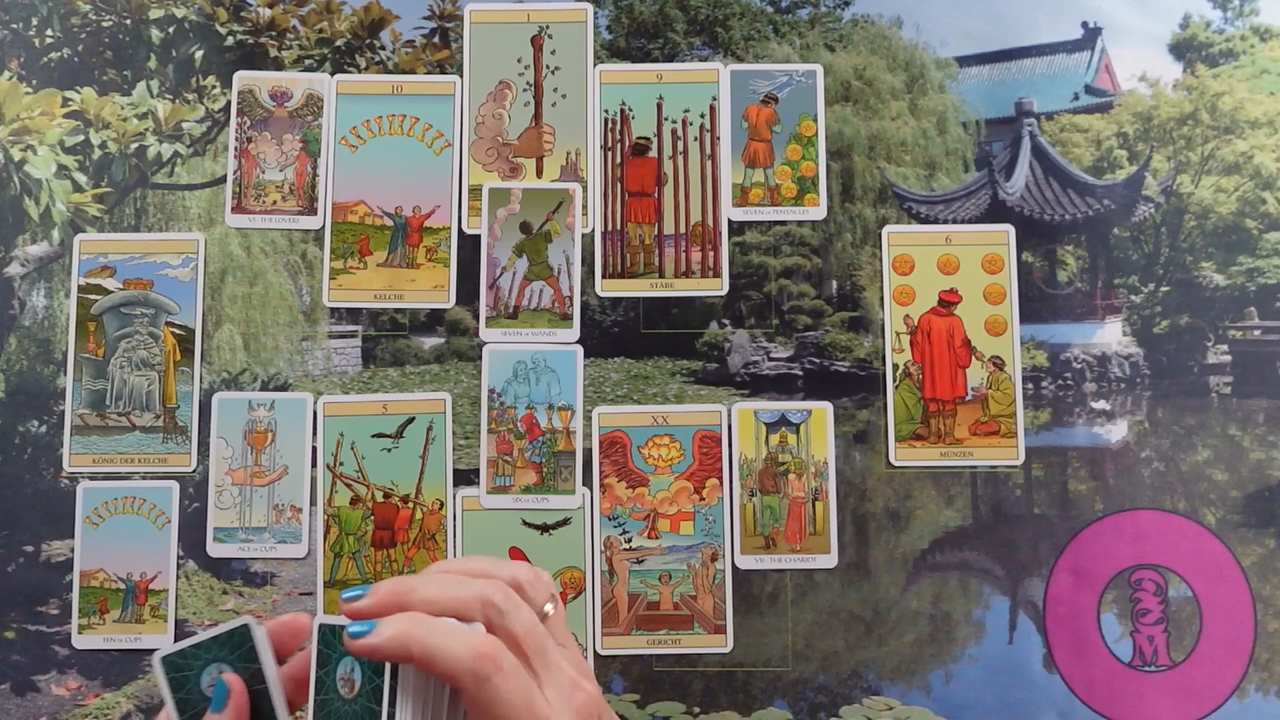 1
VI · THE LOVERS
10
KELCHE
9
STÄBE
SEVEN OF PENTACLES
SEVEN OF WANDS
6
MÜNZEN
KÖNIG DER KELCHE
ACE OF CUPS
5
SIX OF CUPS
XX
GERICHT
VII · THE CHARIOT
TEN OF CUPS